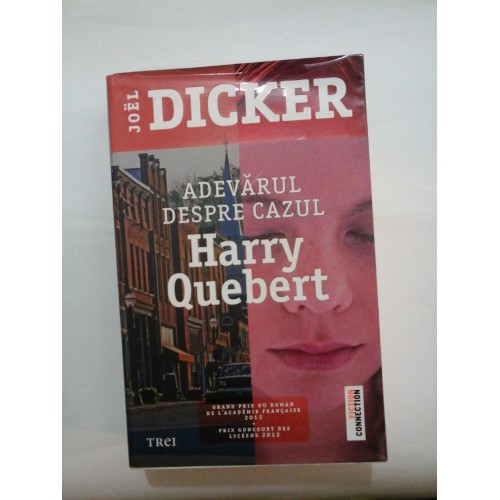 JOËL
DICKER
ADEVĂRUL
DESPRE CAZUL
Harry
Quebert
GRAND PRIX DU ROMAN
DE L'ACADÉMIE FRANÇAISE
2012
•
PRIX GONCOURT DES
LYCÉENS 2012
TREI
FICTION
CONNECTION